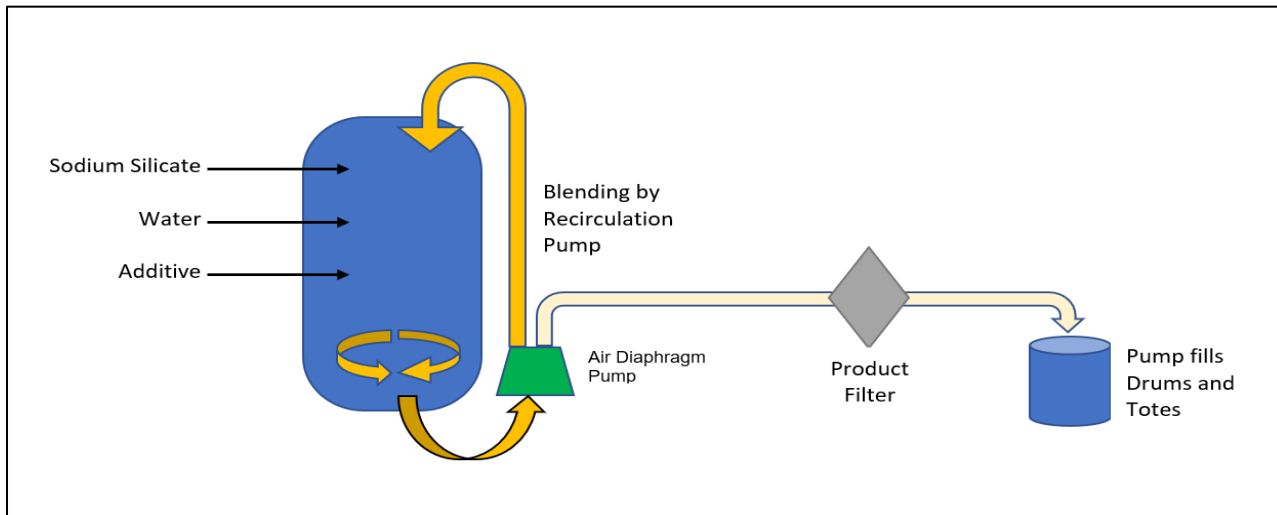 Sodium Silicate
Water
Additive
Blending by
Recirculation
Pump
Air Diaphragm
Pump
Product
Filter
Pump fills
Drums and
Totes